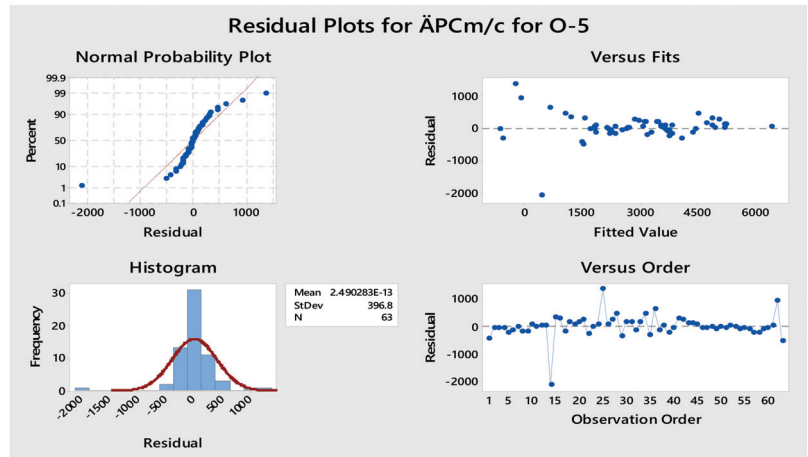 Residual Plots for ÄPCm/c for O-5
Normal Probability Plot
99.9
99
90
50
10
1
0.1
Percent
-2000 -1000 0 1000
Residual
Versus Fits
1000
0
-1000
-2000
Residual
0 1500 3000 4500 6000
Fitted Value
Histogram
30
20
10
0
Frequency
-2000 -1500 -1000 -500 0 500 1000
Residual
Mean 2.490283E-13
StDev 396.8
N 63
Versus Order
1000
0
-1000
-2000
Residual
1 5 10 15 20 25 30 35 40 45 50 55 60
Observation Order